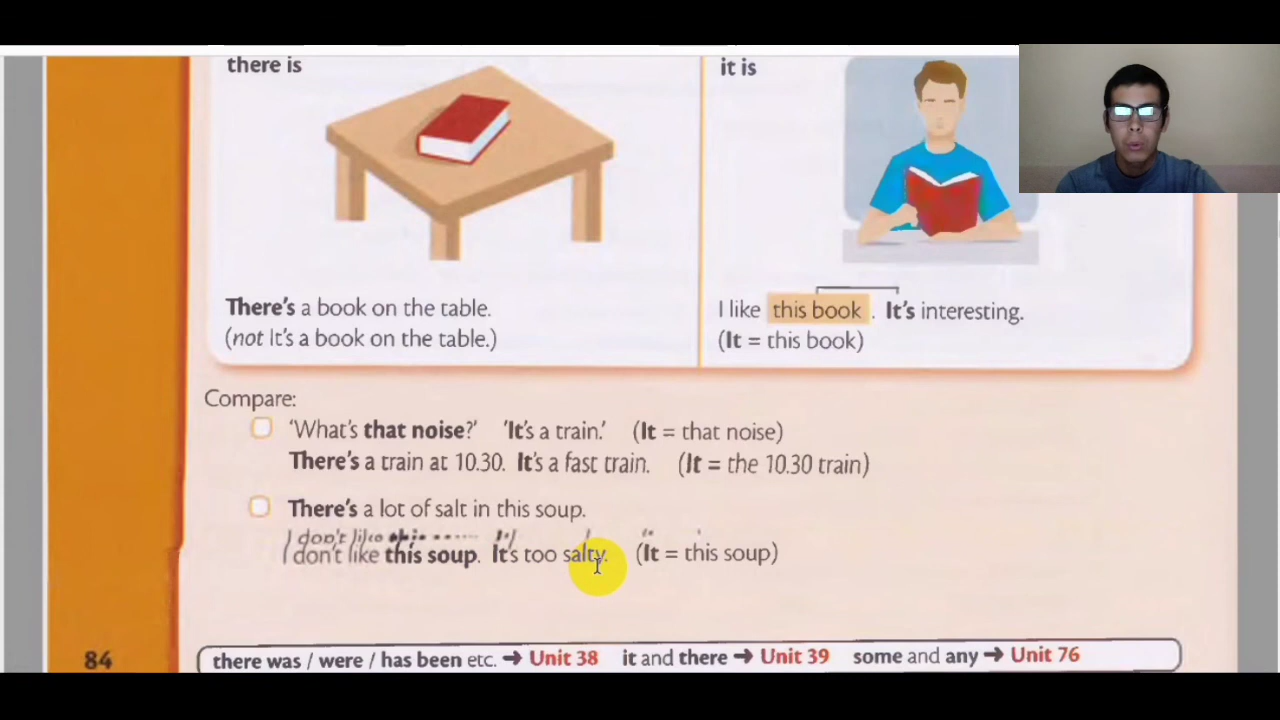 there is
it is
There's a book on the table.
(not It's a book on the table.)
I like this book. It's interesting.
(It = this book)
Compare:
'What's that noise?' 'It's a train.' (It = that noise)
There's a train at 10.30. It's a fast train. (It = the 10.30 train)
There's a lot of salt in this soup.
I don't like this soup. It's too salty. (It = this soup)
84
there was / were / has been etc. → Unit 38 it and there → Unit 39 some and any → Unit 76